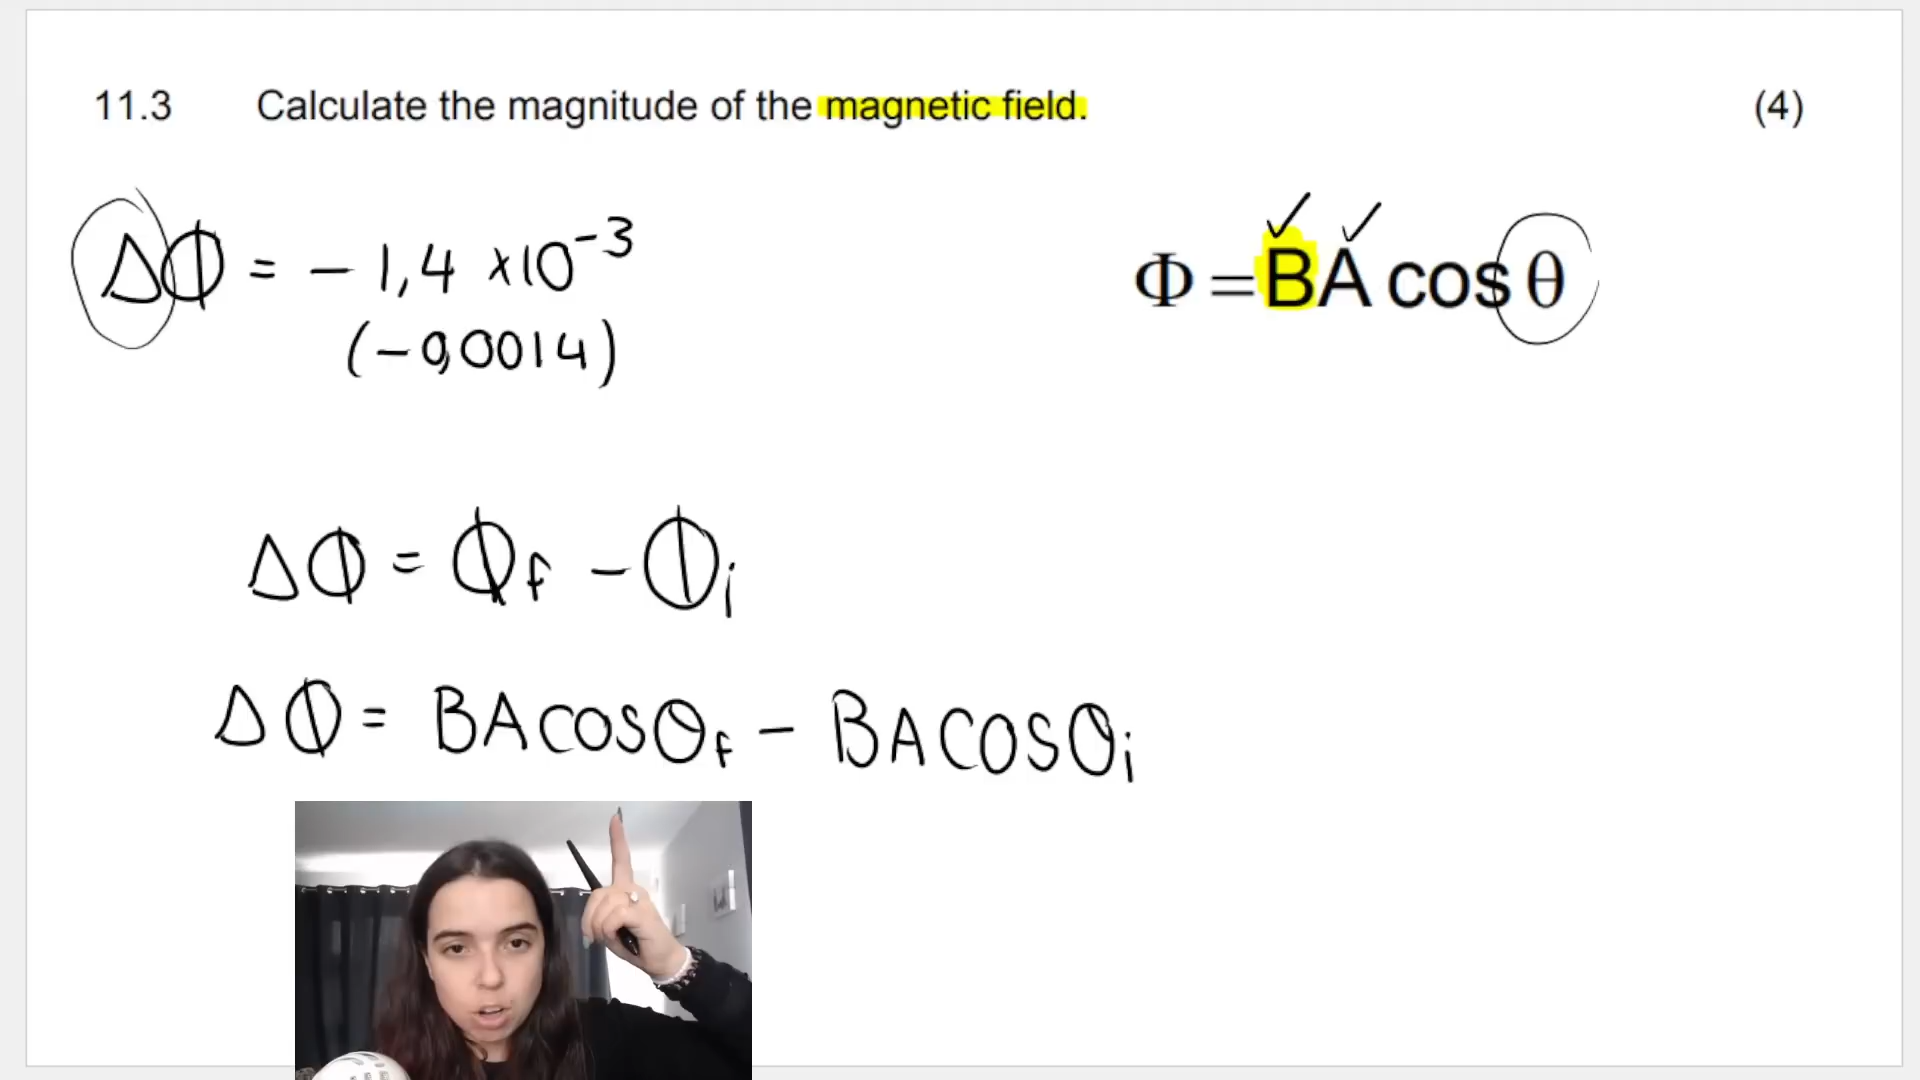 11.3 Calculate the magnitude of the magnetic field. (4)
ΔΦ = - 1,4 ×10⁻³
(-0,0014)
Φ = BA cos θ
ΔΦ = Φf - Φi
ΔΦ = BACOSθf - BACOSθi